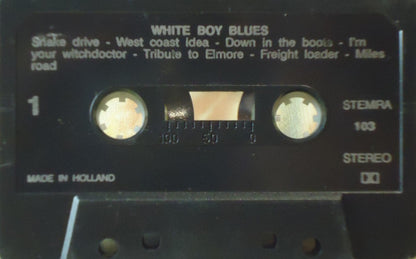 WHITE BOY BLUES
Snake drive - West coast idea - Down in the boots - I'm
your witchdoctor - Tribute to Elmore - Freight loader - Miles
road
1
STEMRA
103
100 50 0
STEREO
MADE IN HOLLAND